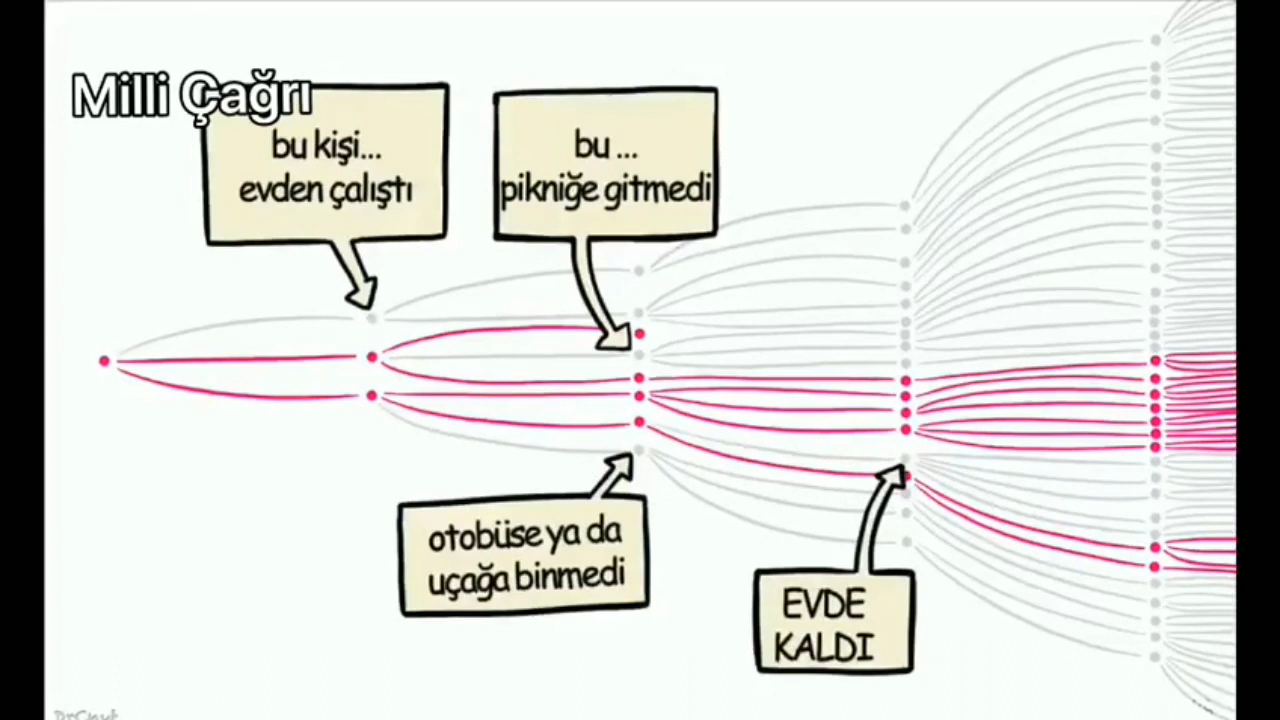 Milli Çağrı
bu kişi...
evden çalıştı
bu ...
pikniğe gitmedi
otobüse ya da
uçağa binmedi
EVDE
KALDI